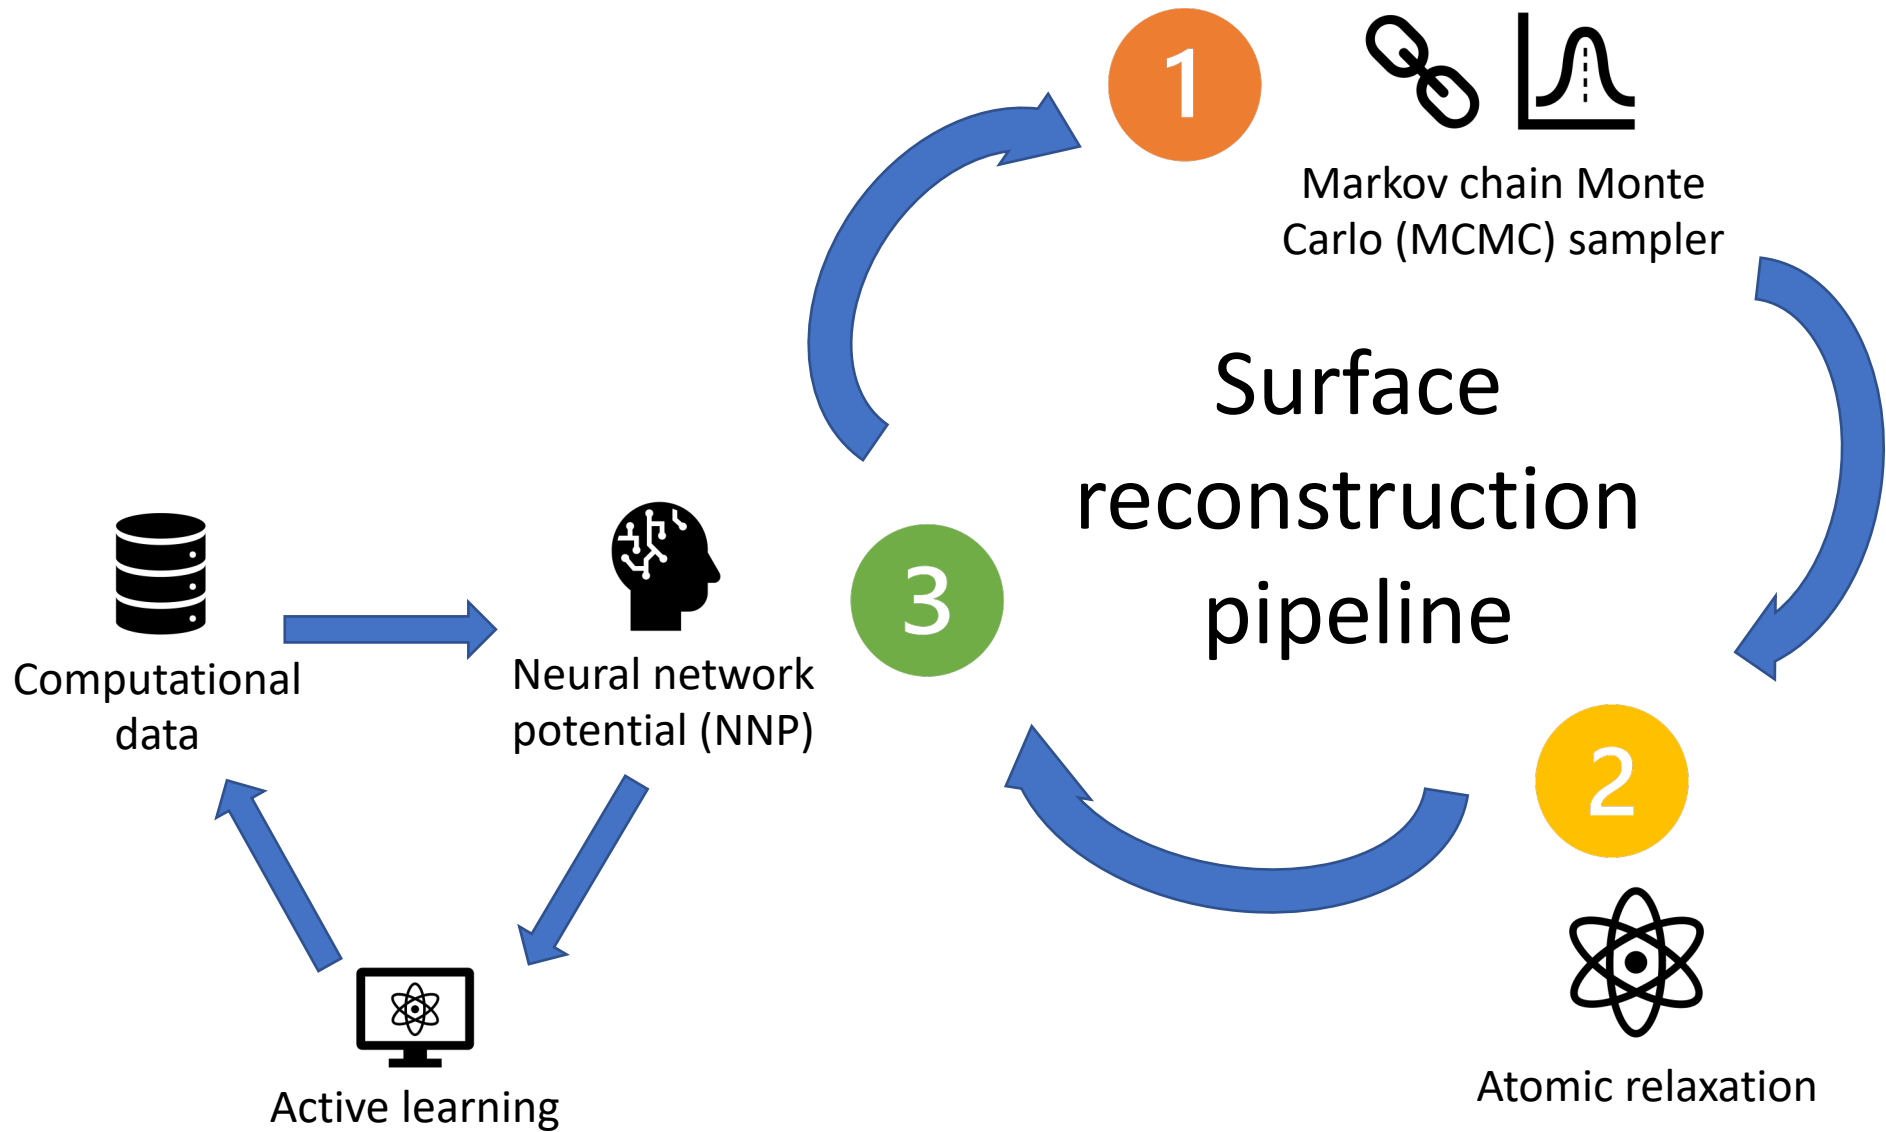 1
Markov chain Monte
Carlo (MCMC) sampler
Surface
reconstruction
pipeline
3
Computational
data
Neural network
potential (NNP)
2
Active learning
Atomic relaxation